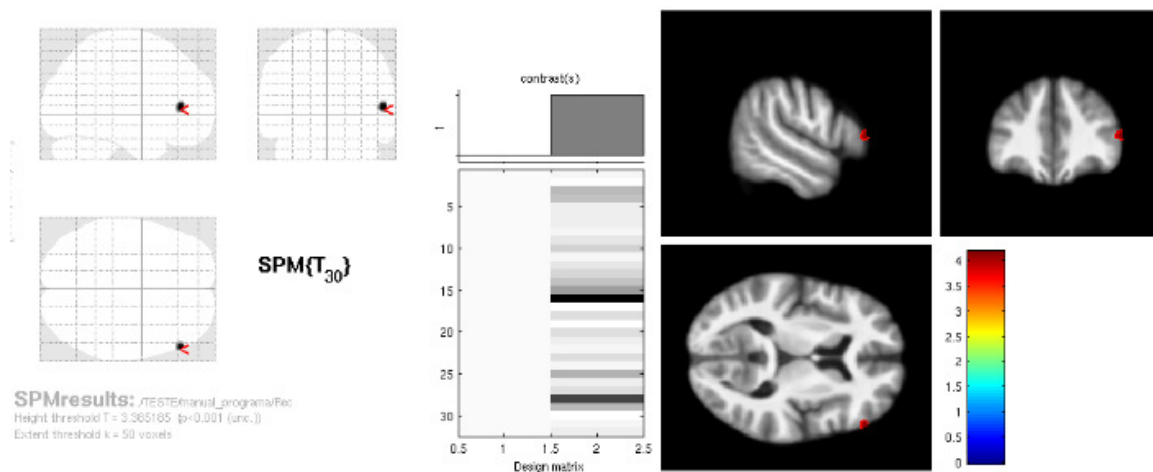 contrast(s)
1
5
10
15
20
25
30
0.5 1 1.5 2 2.5
Design matrix
SPM{T30}
SPMresults: ./TESTE/manual_programa/Rec
Height threshold T = 3.385185 {p<0.001 (unc.)}
Extent threshold k = 50 voxels
4
3.5
3
2.5
2
1.5
1
0.5
0